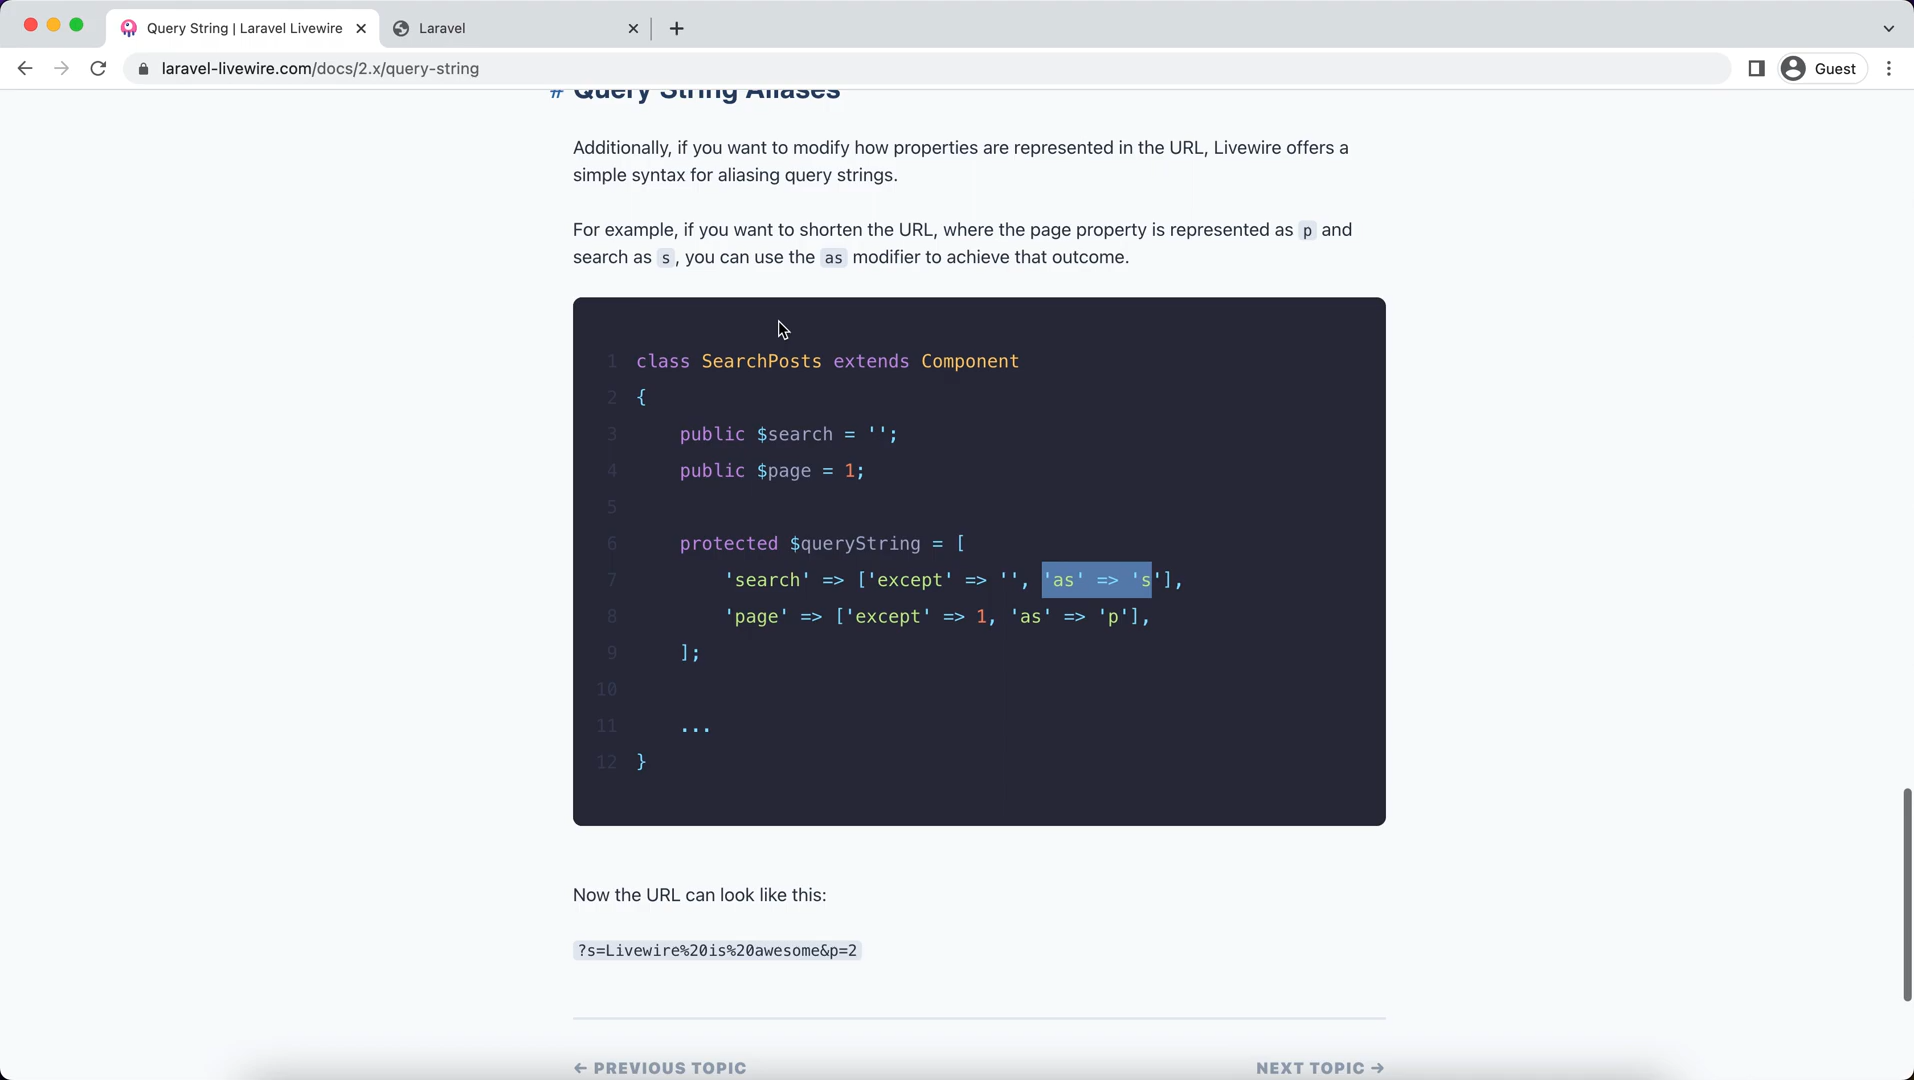 Query String | Laravel Livewire
Laravel
laravel-livewire.com/docs/2.x/query-string
Guest
# Query String Aliases
Additionally, if you want to modify how properties are represented in the URL, Livewire offers a
simple syntax for aliasing query strings.
For example, if you want to shorten the URL, where the page property is represented as p and
search as s, you can use the as modifier to achieve that outcome.
1 class SearchPosts extends Component
2 {
3 public $search = '';
4 public $page = 1;
5
6 protected $queryString = [
7 'search' => ['except' => '', 'as' => 's'],
8 'page' => ['except' => 1, 'as' => 'p'],
9 ];
10
11 ...
12 }
Now the URL can look like this:
?s=Livewire%20is%20awesome&p=2
← PREVIOUS TOPIC
NEXT TOPIC →